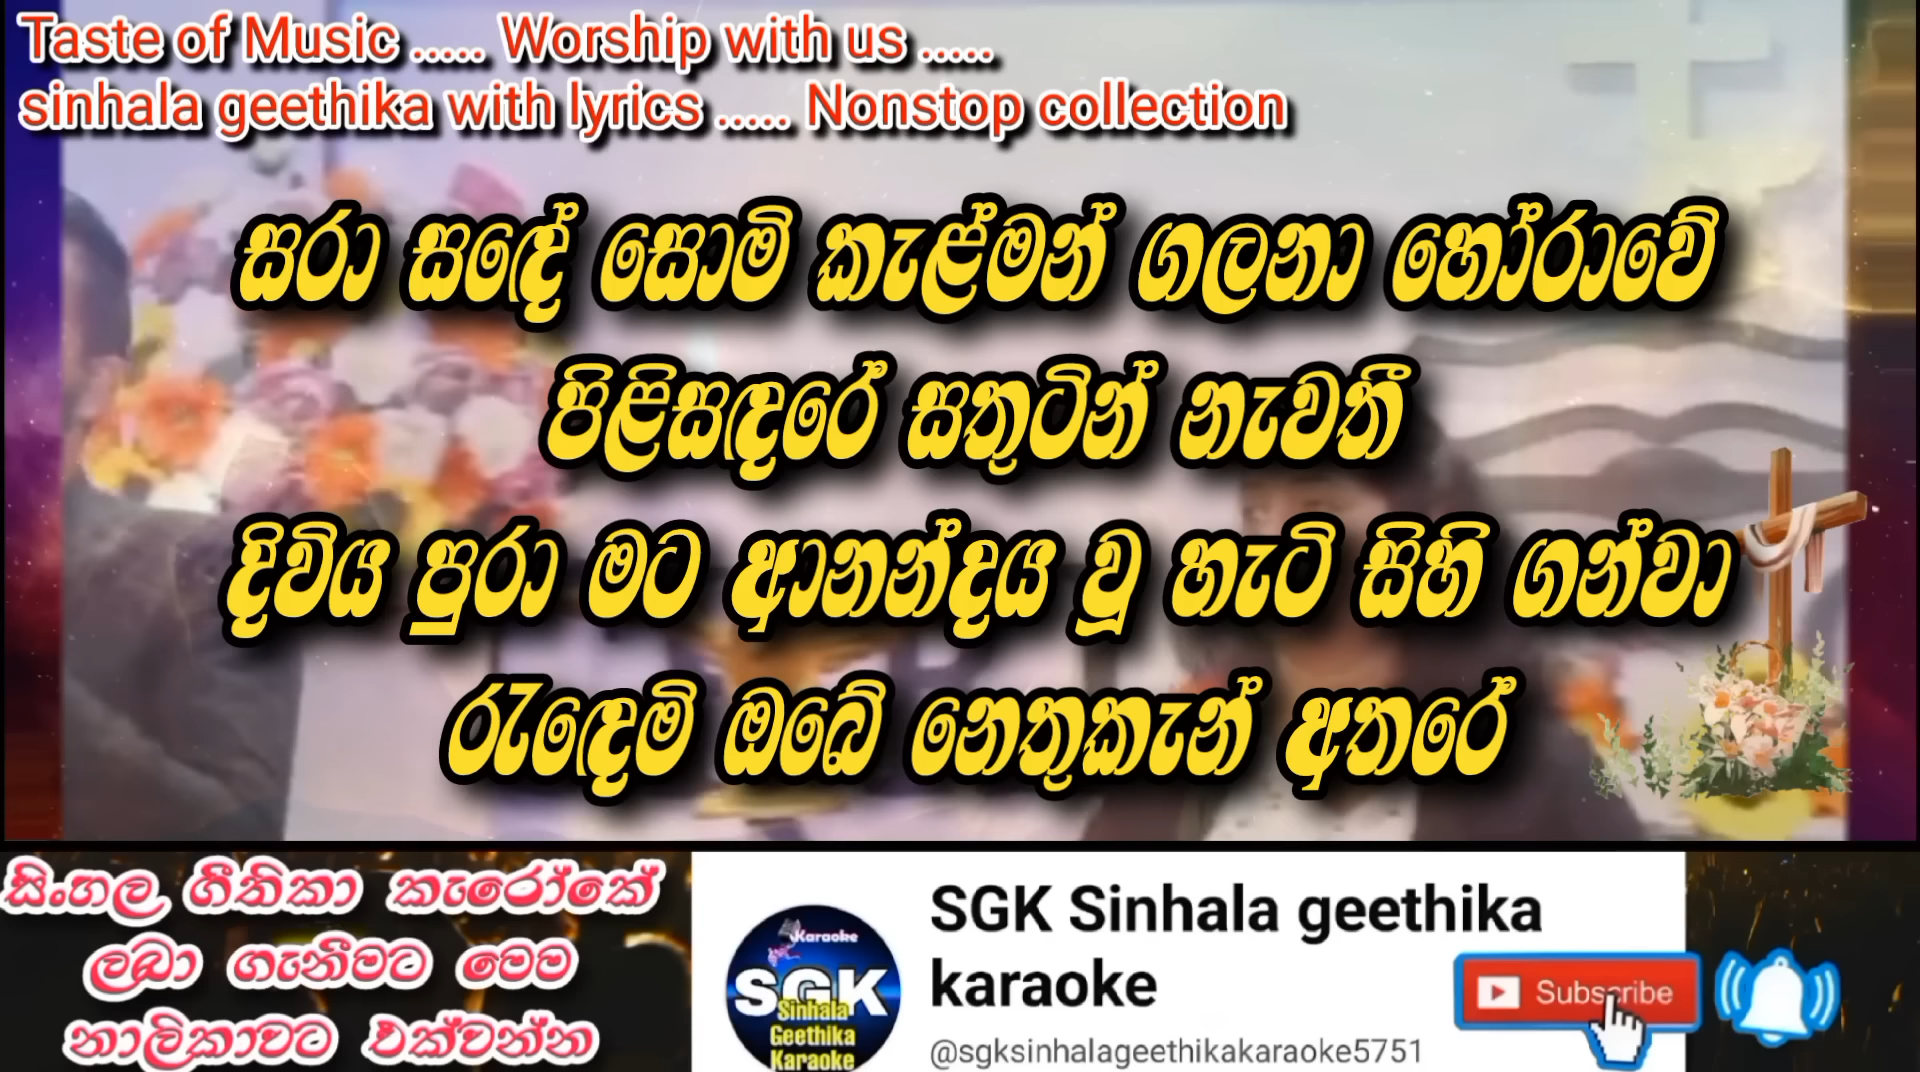 Taste of Music ..... Worship with us .....
sinhala geethika with lyrics ..... Nonstop collection
සරා සඳේ සොමි කැළ්මන් ගලනා හෝරාවේ
පිළිසඳරේ සතුටින් නැවතී
දිවිය පුරා මට ආනන්දය වූ හැටි සිහි ගන්වා
රැඳෙමි ඔබේ නෙතුකැන් අතරේ
සිංහල ගීතිකා කැරෝකේ
ලබා ගැනීමට මෙම
නාලිකාවට එක්වන්න
Karaoke
SGK
Sinhala
Geethika
Karaoke
SGK Sinhala geethika
karaoke
@sgksinhalageethikakaraoke5751
Subscribe